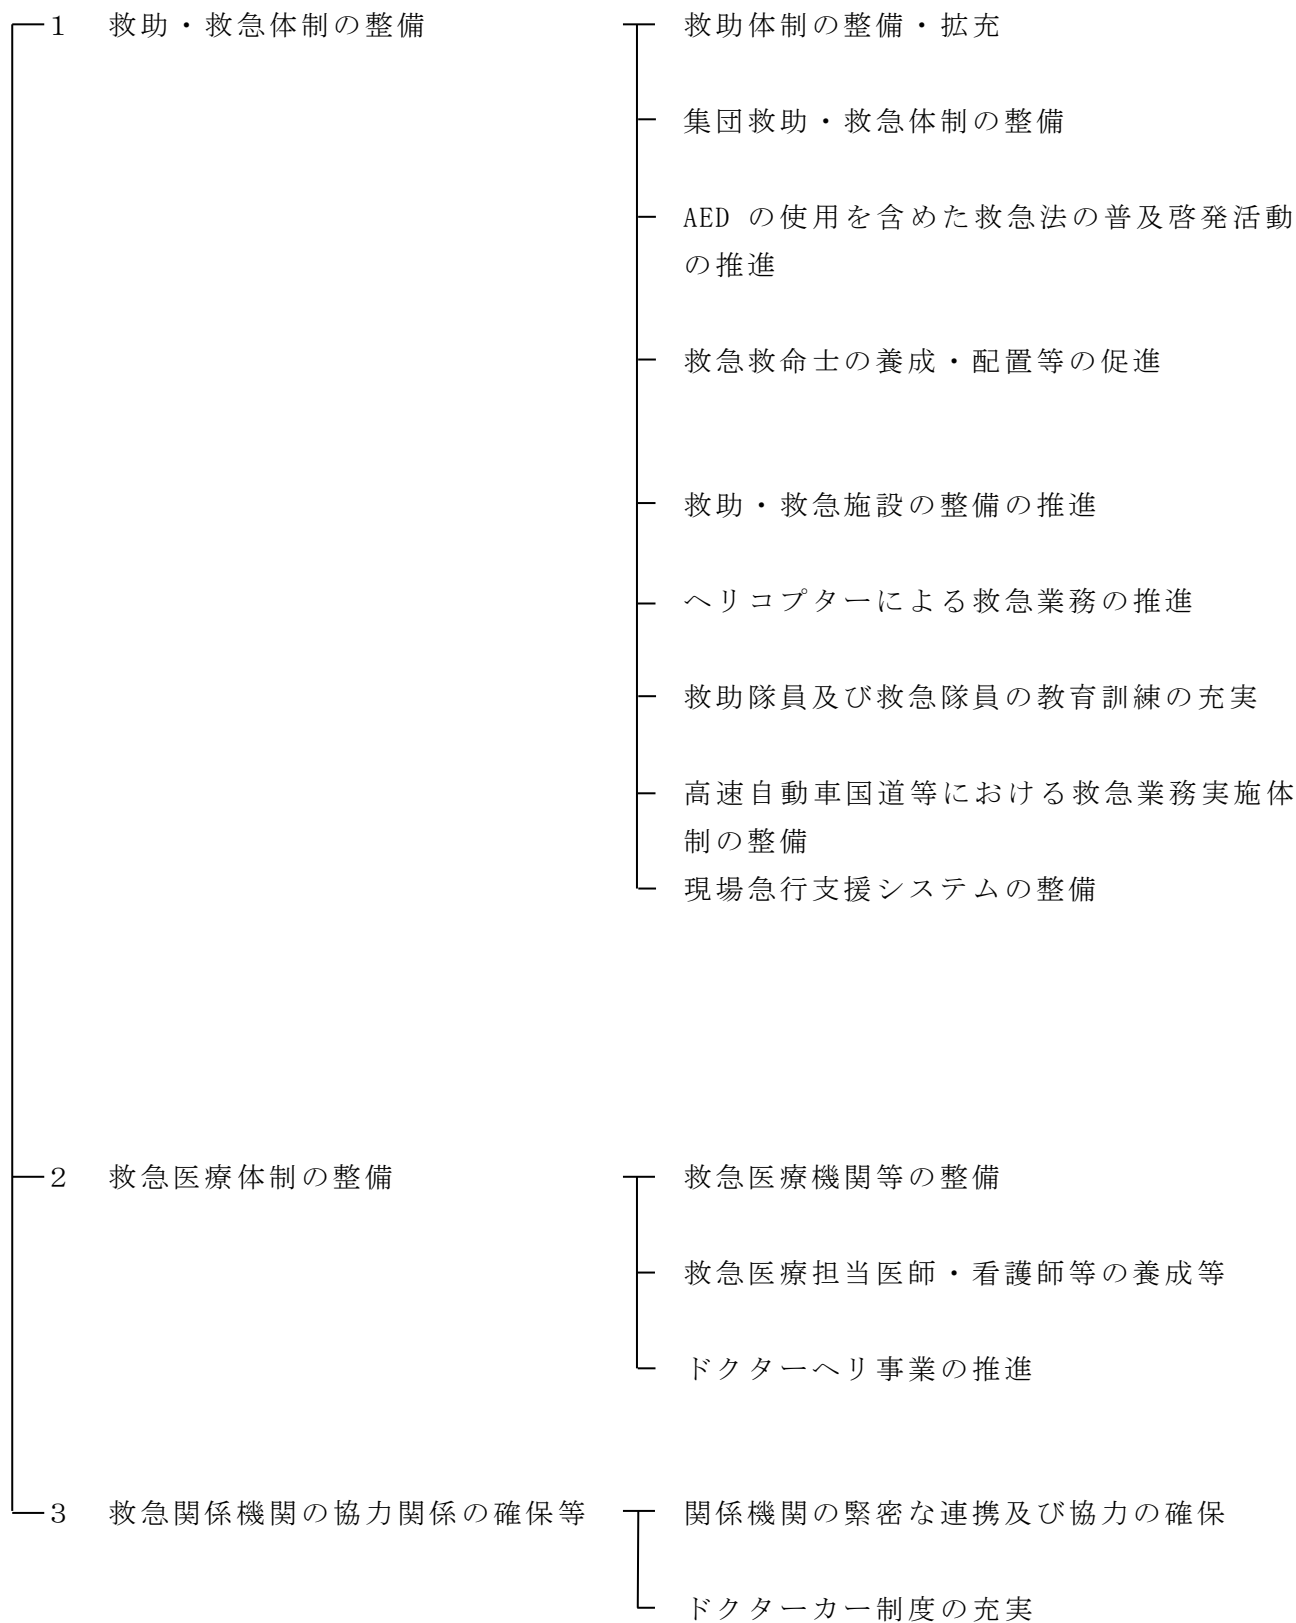 1 救助・救急体制の整備
救助体制の整備・拡充
集団救助・救急体制の整備
AED の使用を含めた救急法の普及啓発活動
の推進
救急救命士の養成・配置等の促進
救助・救急施設の整備の推進
ヘリコプターによる救急業務の推進
救助隊員及び救急隊員の教育訓練の充実
高速自動車国道等における救急業務実施体
制の整備
現場急行支援システムの整備
2 救急医療体制の整備
救急医療機関等の整備
救急医療担当医師・看護師等の養成等
ドクターヘリ事業の推進
3 救急関係機関の協力関係の確保等
関係機関の緊密な連携及び協力の確保
ドクターカー制度の充実